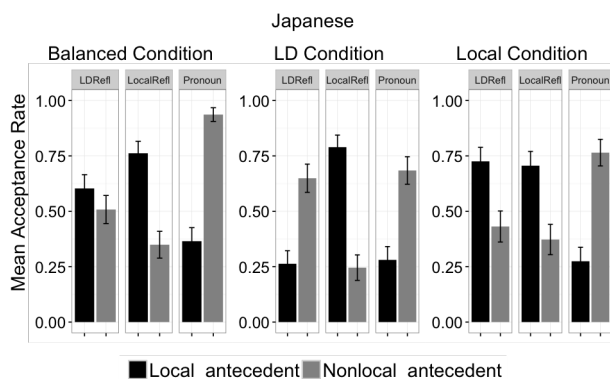 Japanese
Balanced Condition LD Condition Local Condition
LDRefl LocalRefl Pronoun LDRefl LocalRefl Pronoun LDRefl LocalRefl Pronoun
Mean Acceptance Rate
1.00 1.00 1.00
0.75 0.75 0.75
0.50 0.50 0.50
0.25 0.25 0.25
0.00 0.00 0.00
Local antecedent Nonlocal antecedent